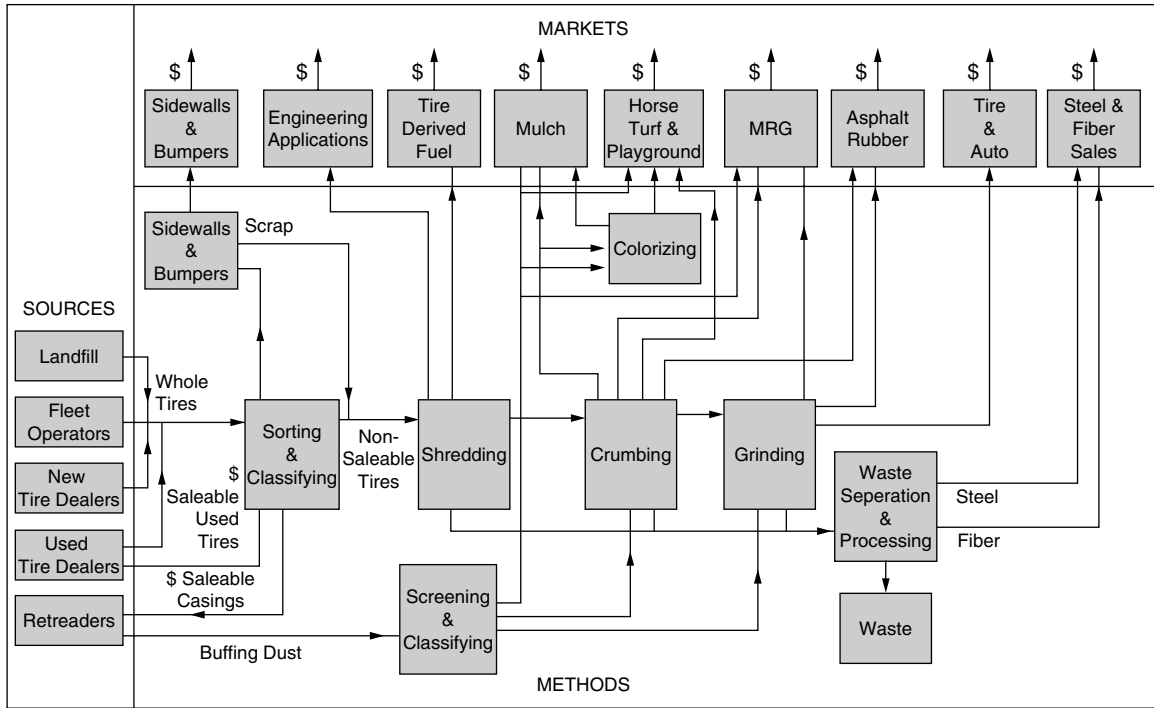 MARKETS
$
$
$
$
$
$
$
$
$
Sidewalls
&
Bumpers
Engineering
Applications
Tire
Derived
Fuel
Mulch
Horse
Turf &
Playground
MRG
Asphalt
Rubber
Tire
&
Auto
Steel &
Fiber
Sales
Sidewalls
&
Bumpers
Scrap
Colorizing
SOURCES
Landfill
Fleet
Operators
New
Tire Dealers
Used
Tire Dealers
Retreaders
Whole
Tires
Sorting
&
Classifying
Non-
Saleable
Tires
Shredding
Crumbing
Grinding
Waste
Seperation
&
Processing
Steel
Fiber
$
Saleable
Used
Tires
$ Saleable
Casings
Screening
&
Classifying
Waste
Buffing Dust
METHODS